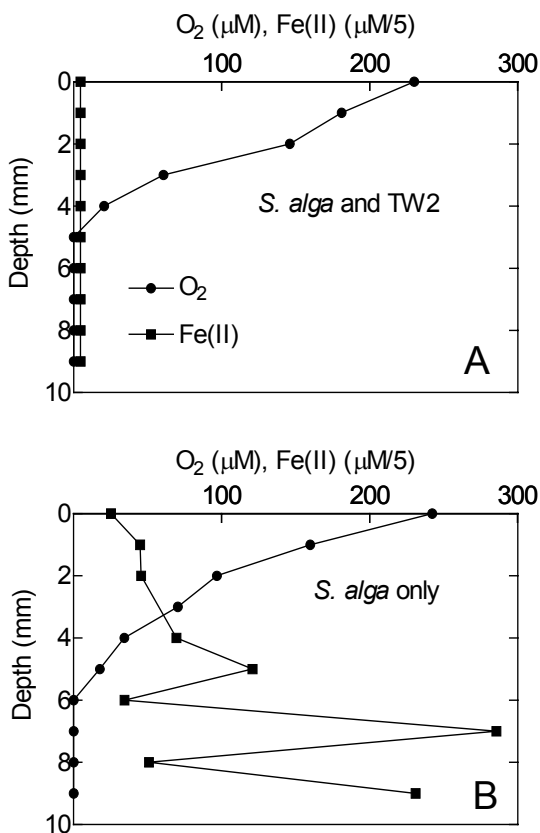 O₂ (μM), Fe(II) (μM/5)
100 200 300
0
2
4
6
8
10
Depth (mm)
S. alga and TW2
O₂
Fe(II)
A
O₂ (μM), Fe(II) (μM/5)
100 200 300
0
2
4
6
8
10
Depth (mm)
S. alga only
B